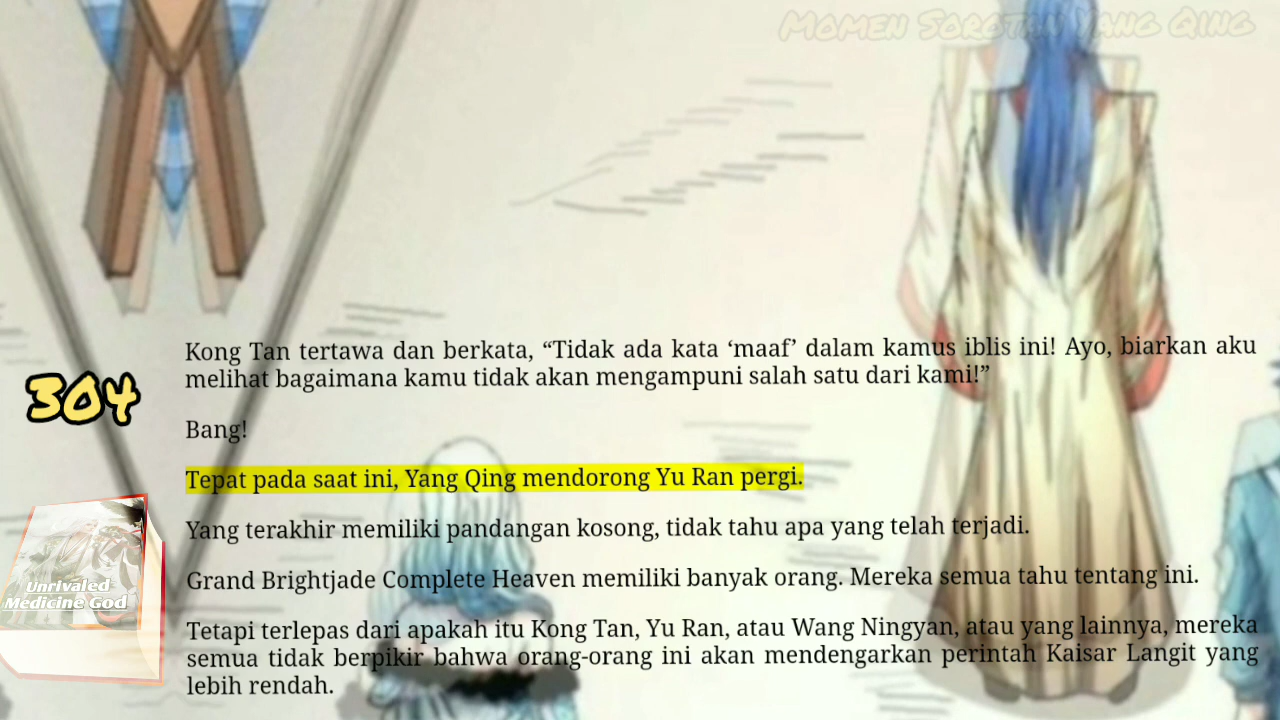 Momen Sorotan Yang Qing
Kong Tan tertawa dan berkata, “Tidak ada kata ‘maaf’ dalam kamus iblis ini! Ayo, biarkan aku
melihat bagaimana kamu tidak akan mengampuni salah satu dari kami!”
304
Bang!
Tepat pada saat ini, Yang Qing mendorong Yu Ran pergi.
Yang terakhir memiliki pandangan kosong, tidak tahu apa yang telah terjadi.
Unrivaled
Medicine God
Grand Brightjade Complete Heaven memiliki banyak orang. Mereka semua tahu tentang ini.
Tetapi terlepas dari apakah itu Kong Tan, Yu Ran, atau Wang Ningyan, atau yang lainnya, mereka
semua tidak berpikir bahwa orang-orang ini akan mendengarkan perintah Kaisar Langit yang
lebih rendah.